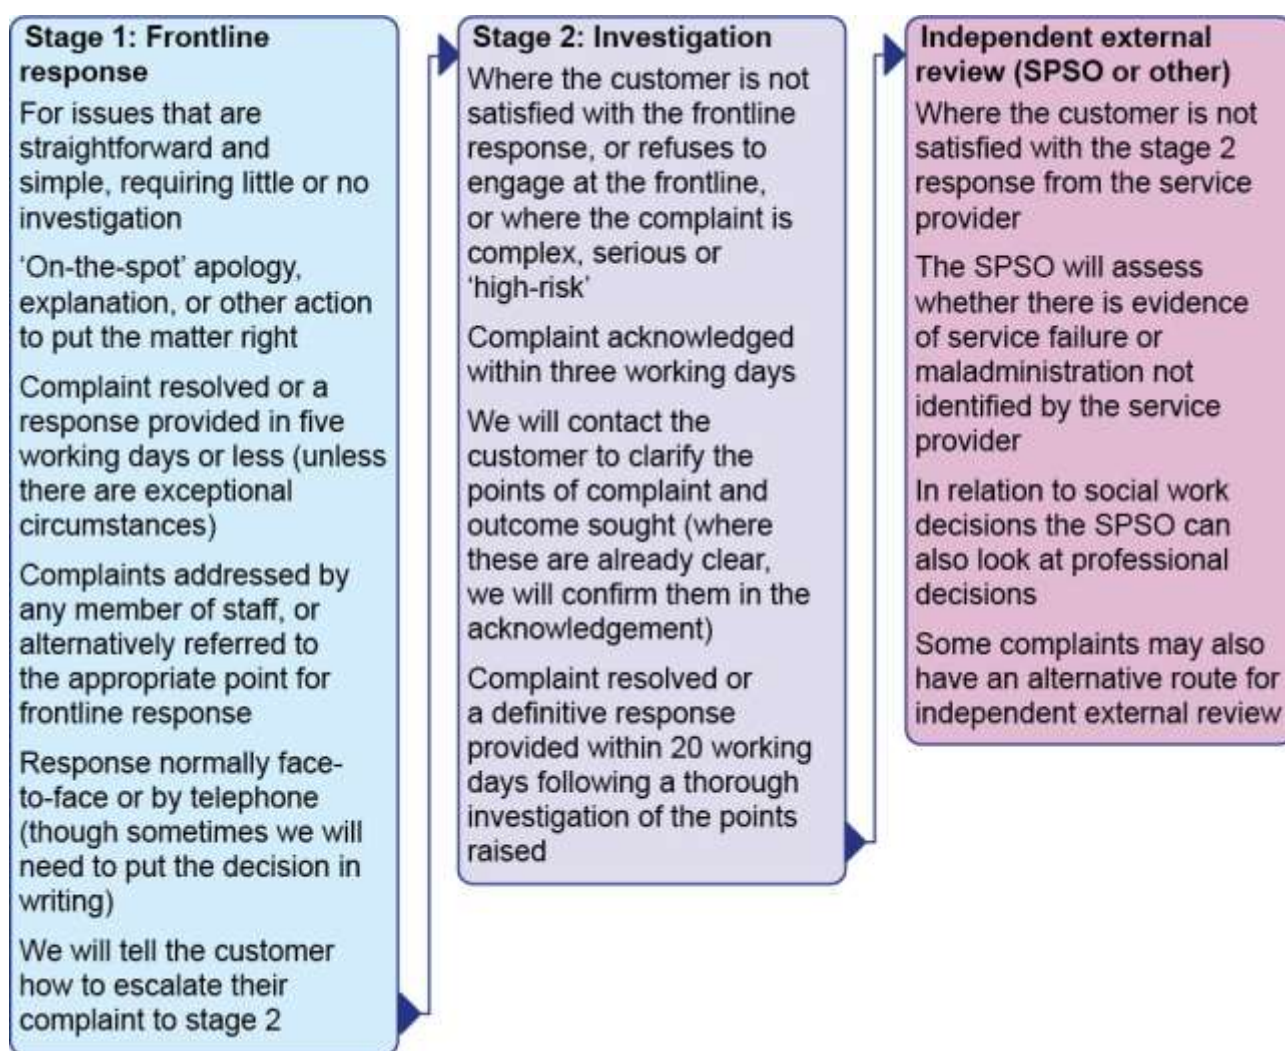 Stage 1: Frontline
response
For issues that are
straightforward and
simple, requiring little or no
investigation
‘On-the-spot’ apology,
explanation, or other action
to put the matter right
Complaint resolved or a
response provided in five
working days or less (unless
there are exceptional
circumstances)
Complaints addressed by
any member of staff, or
alternatively referred to
the appropriate point for
frontline response
Response normally face-
to-face or by telephone
(though sometimes we will
need to put the decision in
writing)
We will tell the customer
how to escalate their
complaint to stage 2
Stage 2: Investigation
Where the customer is not
satisfied with the frontline
response, or refuses to
engage at the frontline,
or where the complaint is
complex, serious or
‘high-risk’
Complaint acknowledged
within three working days
We will contact the
customer to clarify the
points of complaint and
outcome sought (where
these are already clear,
we will confirm them in the
acknowledgement)
Complaint resolved or
a definitive response
provided within 20 working
days following a thorough
investigation of the points
raised
Independent external
review (SPSO or other)
Where the customer is not
satisfied with the stage 2
response from the service
provider
The SPSO will assess
whether there is evidence
of service failure or
maladministration not
identified by the service
provider
In relation to social work
decisions the SPSO can
also look at professional
decisions
Some complaints may also
have an alternative route for
independent external review